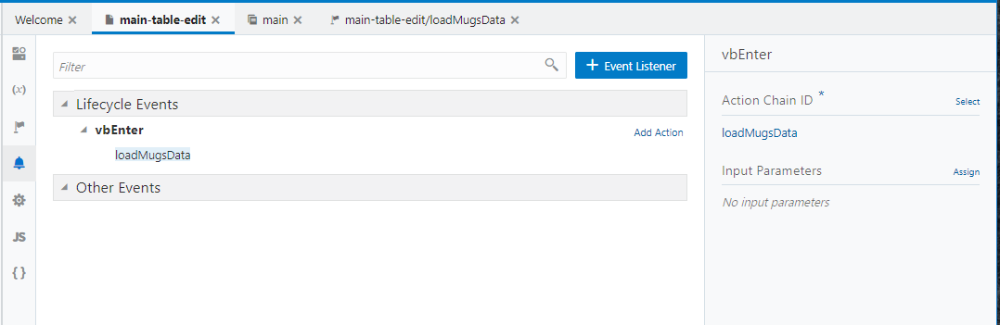 Welcome main-table-edit main main-table-edit/loadMugsData
(x)
JS
{ }
Filter
+ Event Listener
Lifecycle Events
vbEnter
Add Action
loadMugsData
Other Events
vbEnter
Action Chain ID *
Select
loadMugsData
Input Parameters
Assign
No input parameters